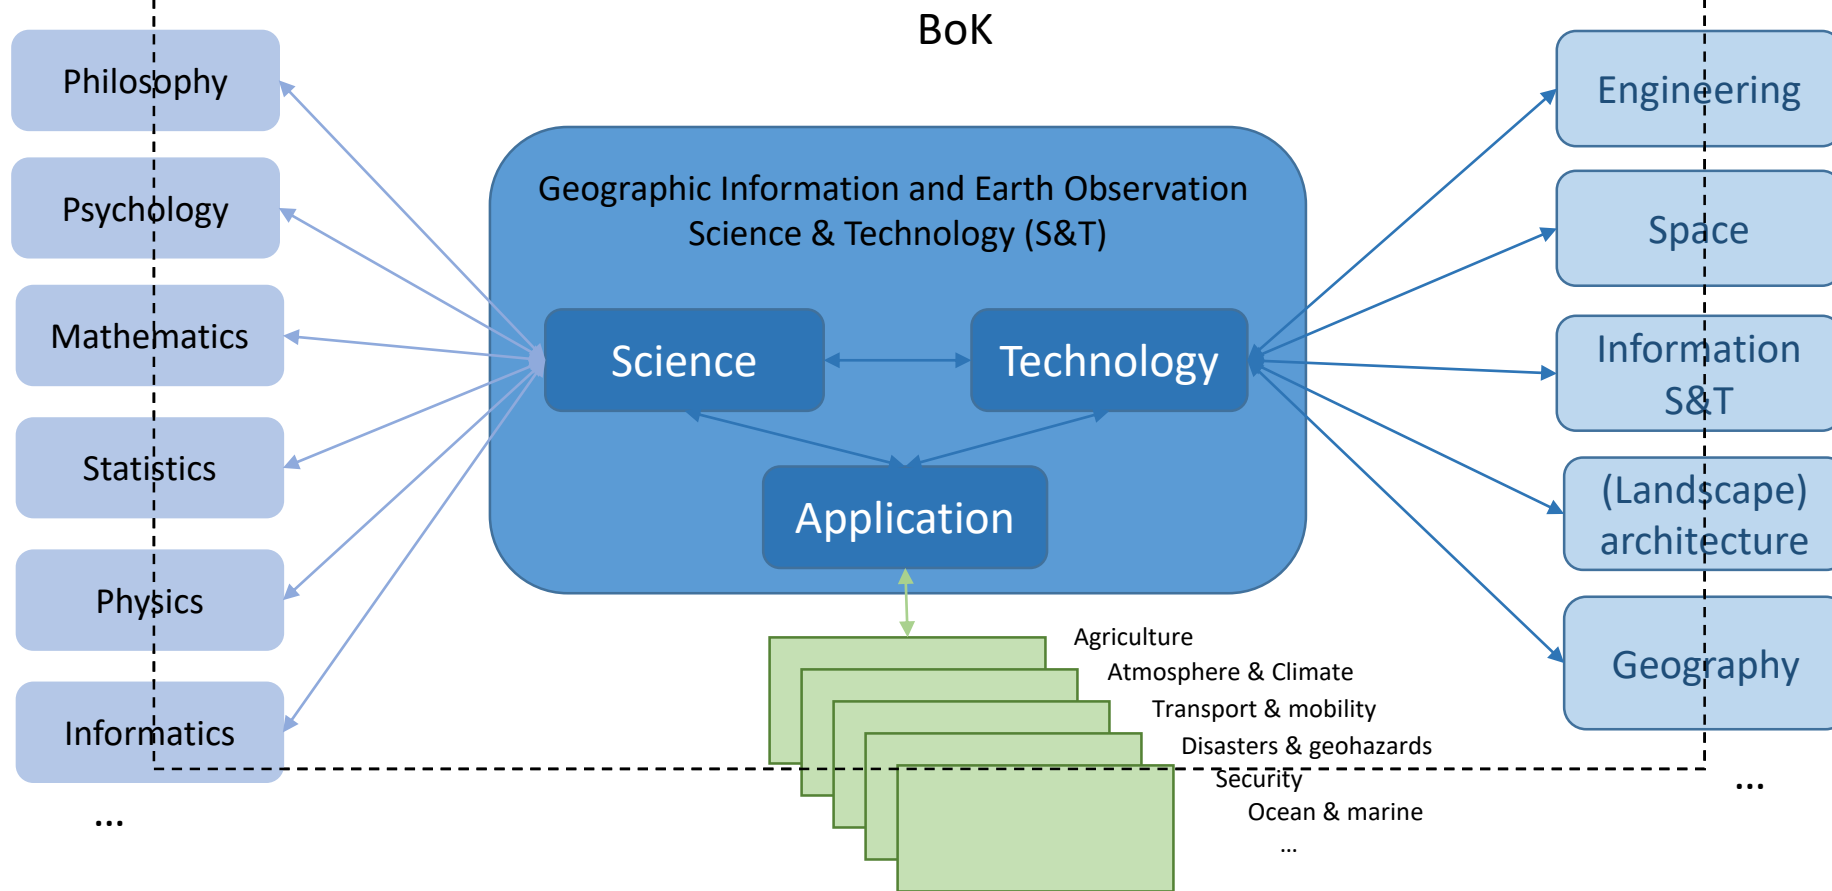 BoK
Philosophy
Psychology
Mathematics
Statistics
Physics
Informatics
...
Geographic Information and Earth Observation
Science & Technology (S&T)
Science
Technology
Application
Agriculture
Atmosphere & Climate
Transport & mobility
Disasters & geohazards
Security
Ocean & marine
...
Engineering
Space
Information
S&T
(Landscape)
architecture
Geography
...